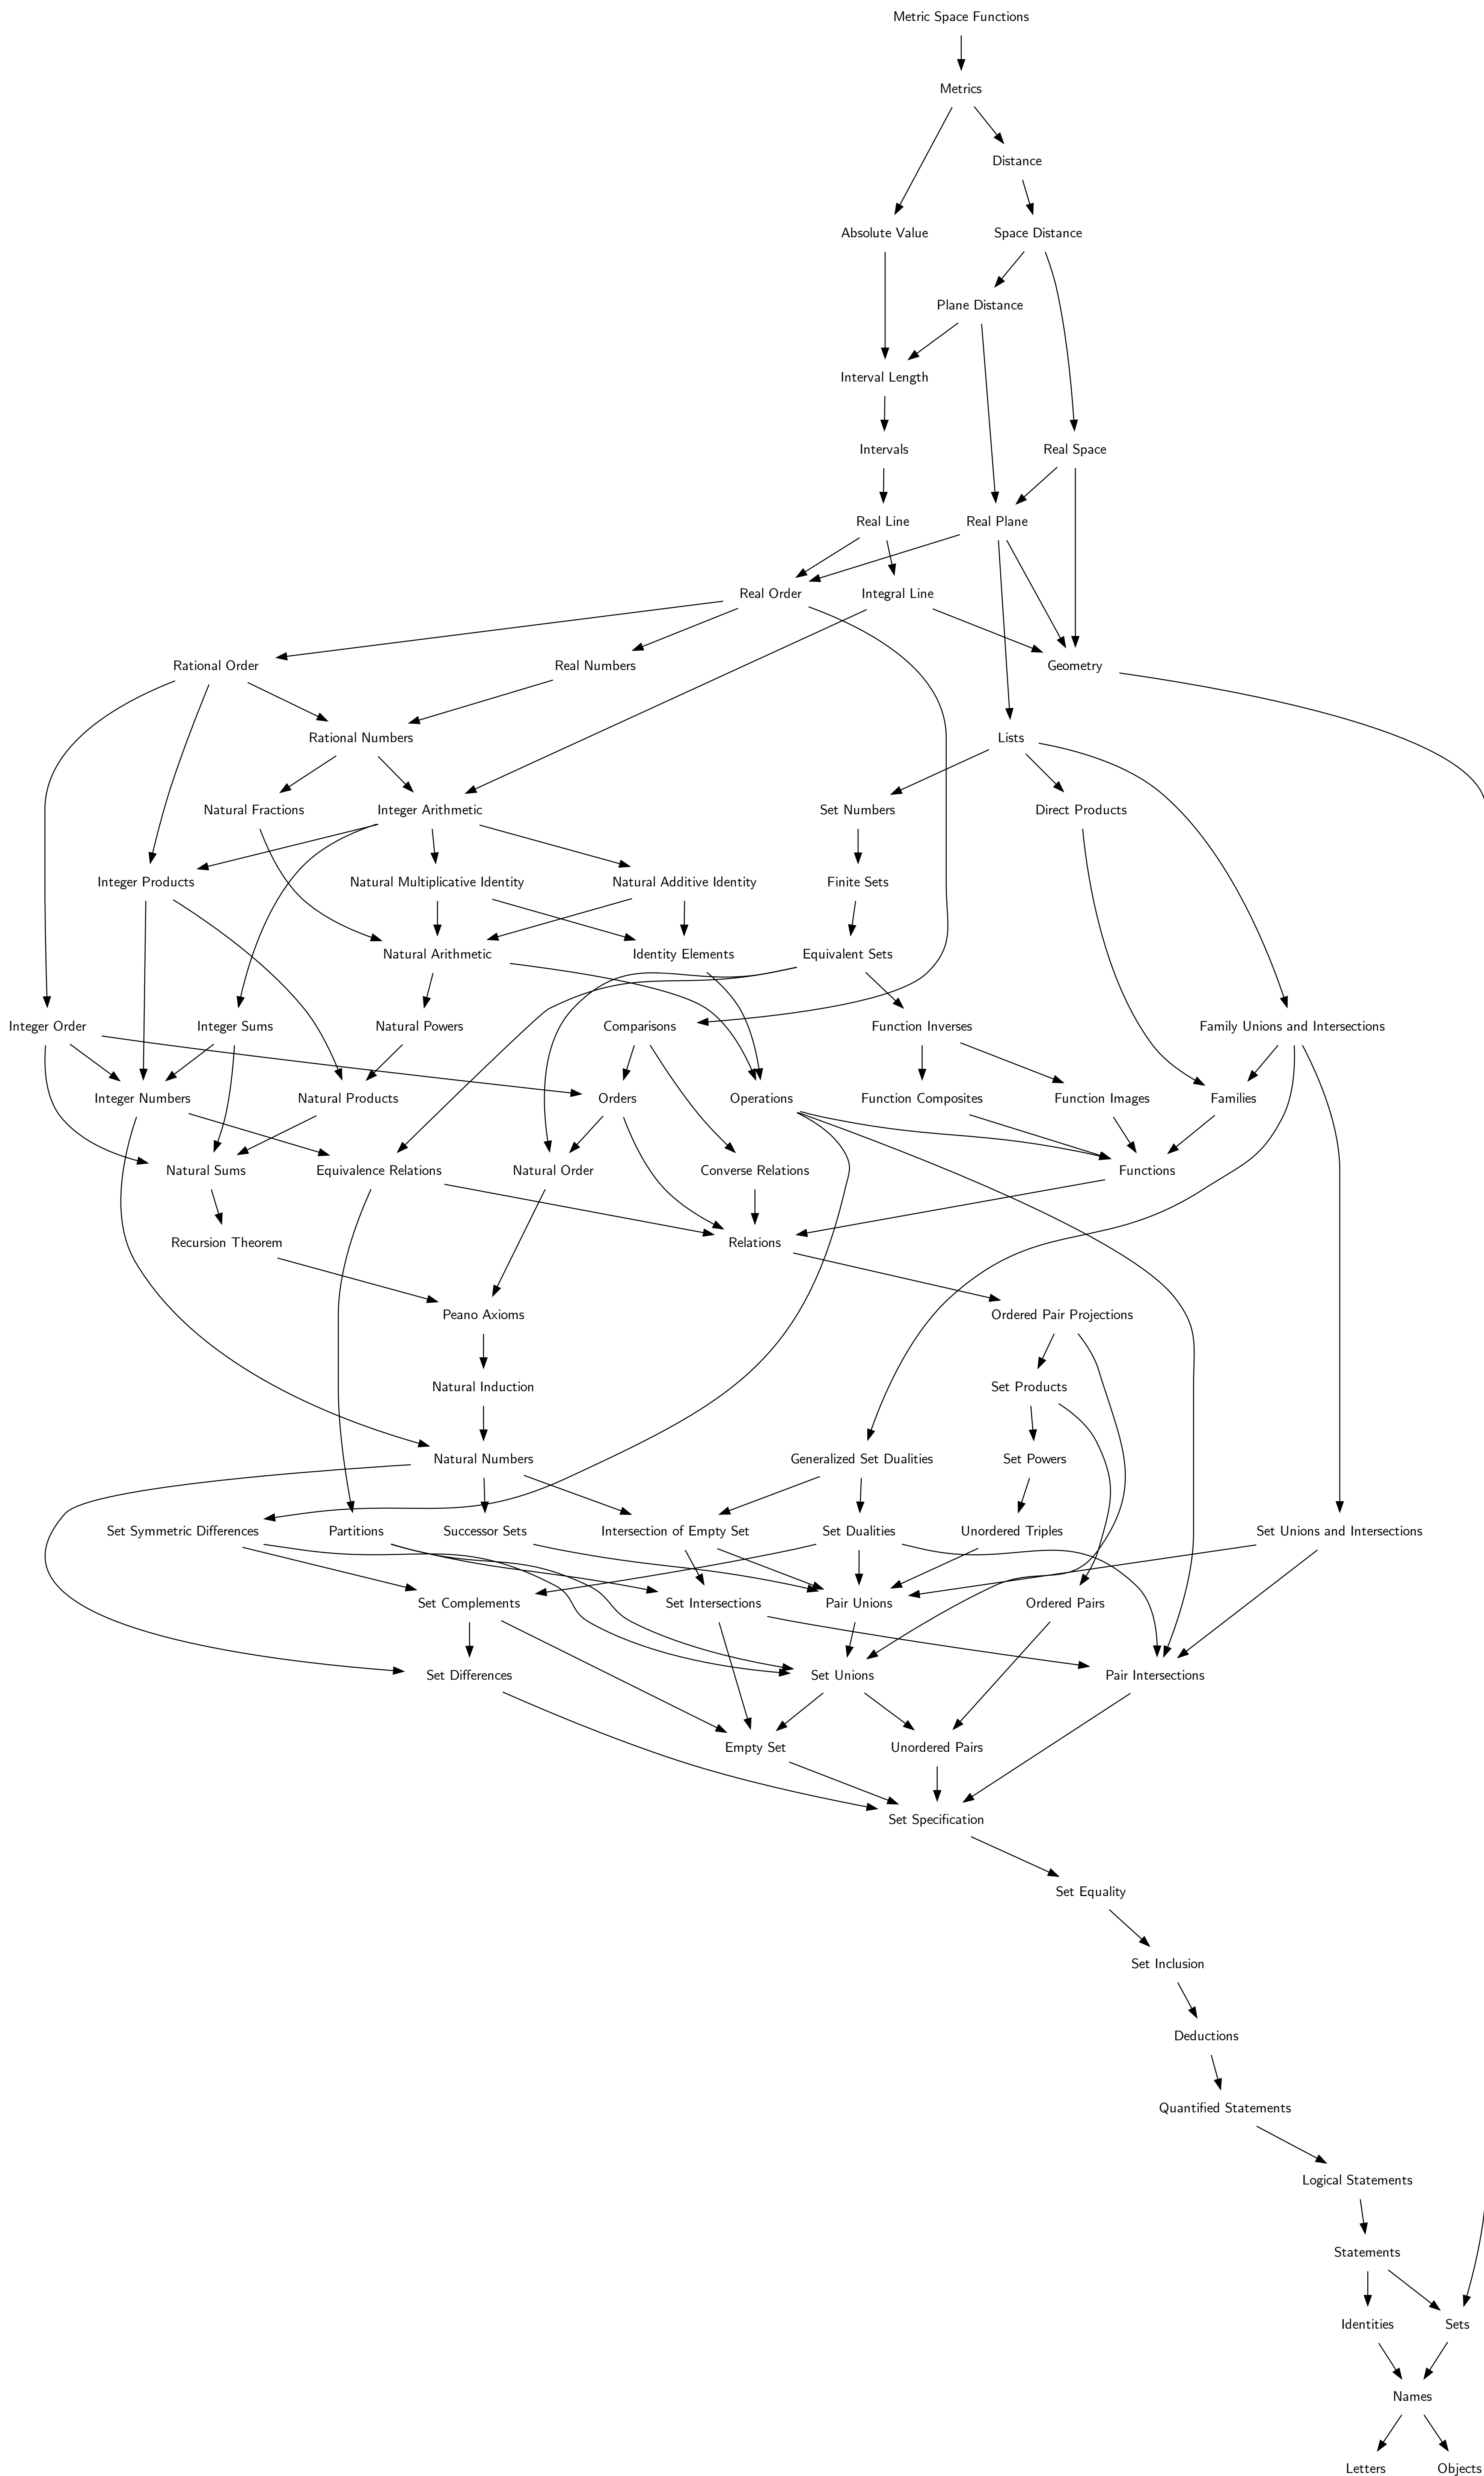 Metric Space Functions
Metrics
Distance
Absolute Value
Space Distance
Plane Distance
Interval Length
Intervals
Real Space
Real Line
Real Plane
Real Order
Integral Line
Rational Order
Real Numbers
Geometry
Rational Numbers
Lists
Natural Fractions
Integer Arithmetic
Set Numbers
Direct Products
Integer Products
Natural Multiplicative Identity
Natural Additive Identity
Finite Sets
Natural Arithmetic
Identity Elements
Equivalent Sets
Integer Order
Integer Sums
Natural Powers
Comparisons
Function Inverses
Family Unions and Intersections
Integer Numbers
Natural Products
Orders
Operations
Function Composites
Function Images
Families
Natural Sums
Equivalence Relations
Natural Order
Converse Relations
Functions
Recursion Theorem
Relations
Peano Axioms
Ordered Pair Projections
Natural Induction
Set Products
Natural Numbers
Generalized Set Dualities
Set Powers
Set Symmetric Differences
Partitions
Successor Sets
Intersection of Empty Set
Set Dualities
Unordered Triples
Set Unions and Intersections
Set Complements
Set Intersections
Pair Unions
Ordered Pairs
Set Differences
Set Unions
Pair Intersections
Empty Set
Unordered Pairs
Set Specification
Set Equality
Set Inclusion
Deductions
Quantified Statements
Logical Statements
Statements
Identities
Sets
Names
Letters
Objects